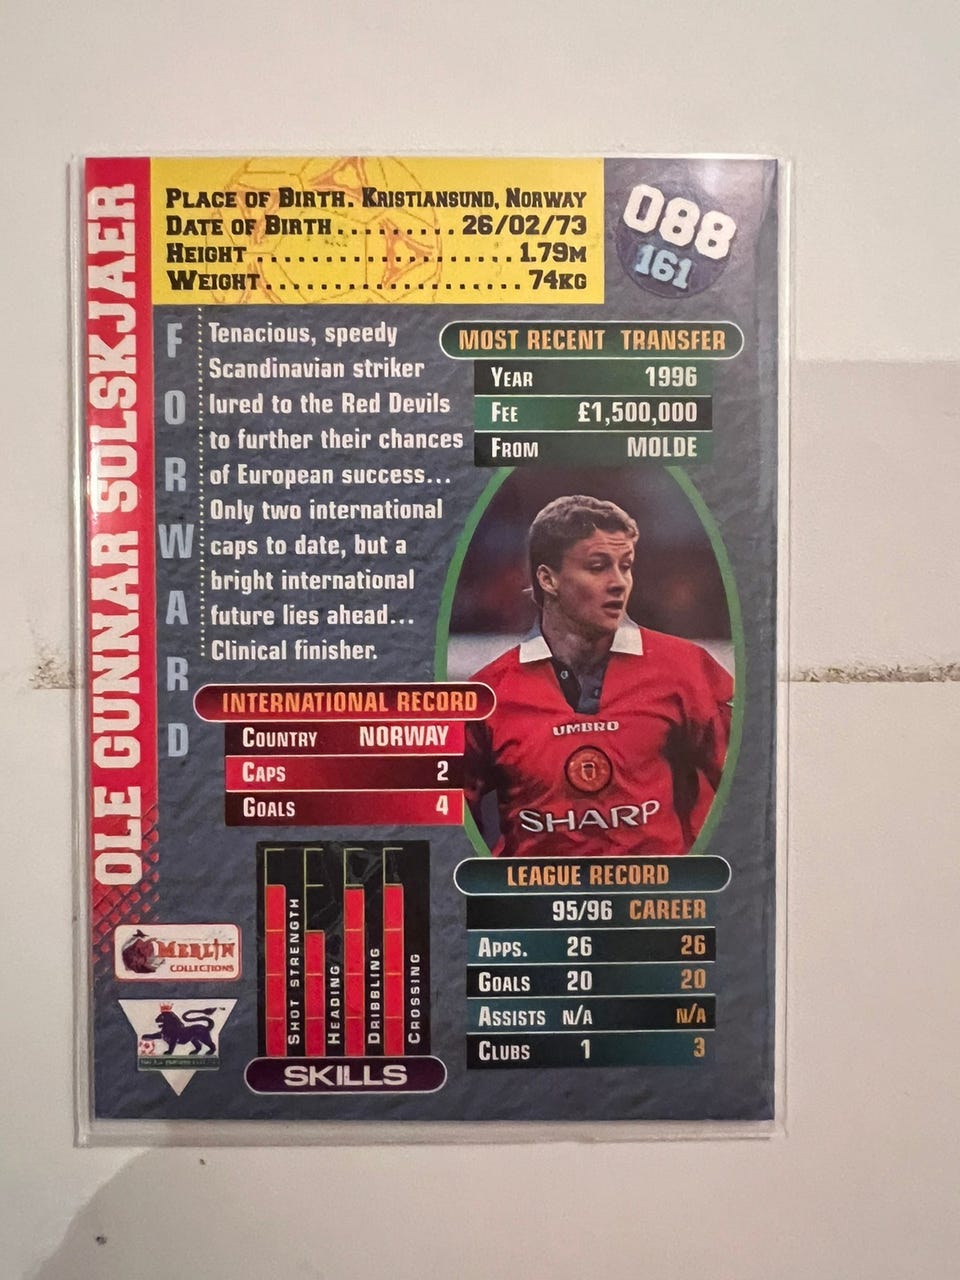 OLE GUNNAR SOLSKJAER
PLACE OF BIRTH. KRISTIANSUND, NORWAY
DATE OF BIRTH.........26/02/73
HEIGHT...................1.79M
WEIGHT...................74KG
088
161
FORWARD
Tenacious, speedy
Scandinavian striker
lured to the Red Devils
to further their chances
of European success...
Only two international
caps to date, but a
bright international
future lies ahead...
Clinical finisher.
MOST RECENT TRANSFER
YEAR 1996
FEE £1,500,000
FROM MOLDE
UMBRO
SHARP
INTERNATIONAL RECORD
COUNTRY NORWAY
CAPS 2
GOALS 4
SHOT STRENGTH
HEADING
DRIBBLING
CROSSING
SKILLS
LEAGUE RECORD
95/96 CAREER
APPS. 26 26
GOALS 20 20
ASSISTS N/A N/A
CLUBS 1 3
MERLIN
COLLECTIONS